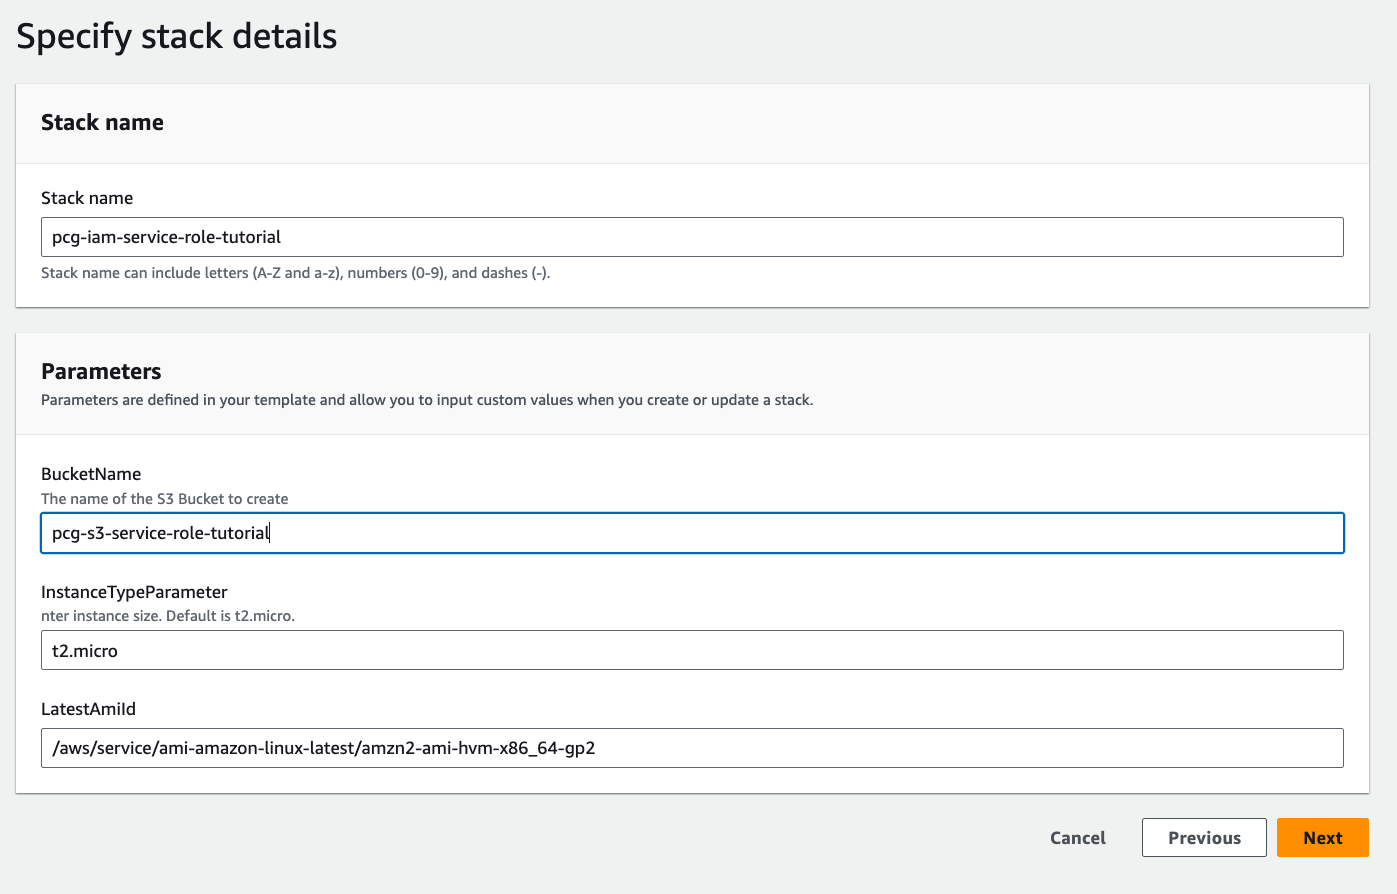 Specify stack details
Stack name
Stack name
pcg-iam-service-role-tutorial
Stack name can include letters (A-Z and a-z), numbers (0-9), and dashes (-).
Parameters
Parameters are defined in your template and allow you to input custom values when you create or update a stack.
BucketName
The name of the S3 Bucket to create
pcg-s3-service-role-tutorial
InstanceTypeParameter
nter instance size. Default is t2.micro.
t2.micro
LatestAmiId
/aws/service/ami-amazon-linux-latest/amzn2-ami-hvm-x86_64-gp2
Cancel Previous Next